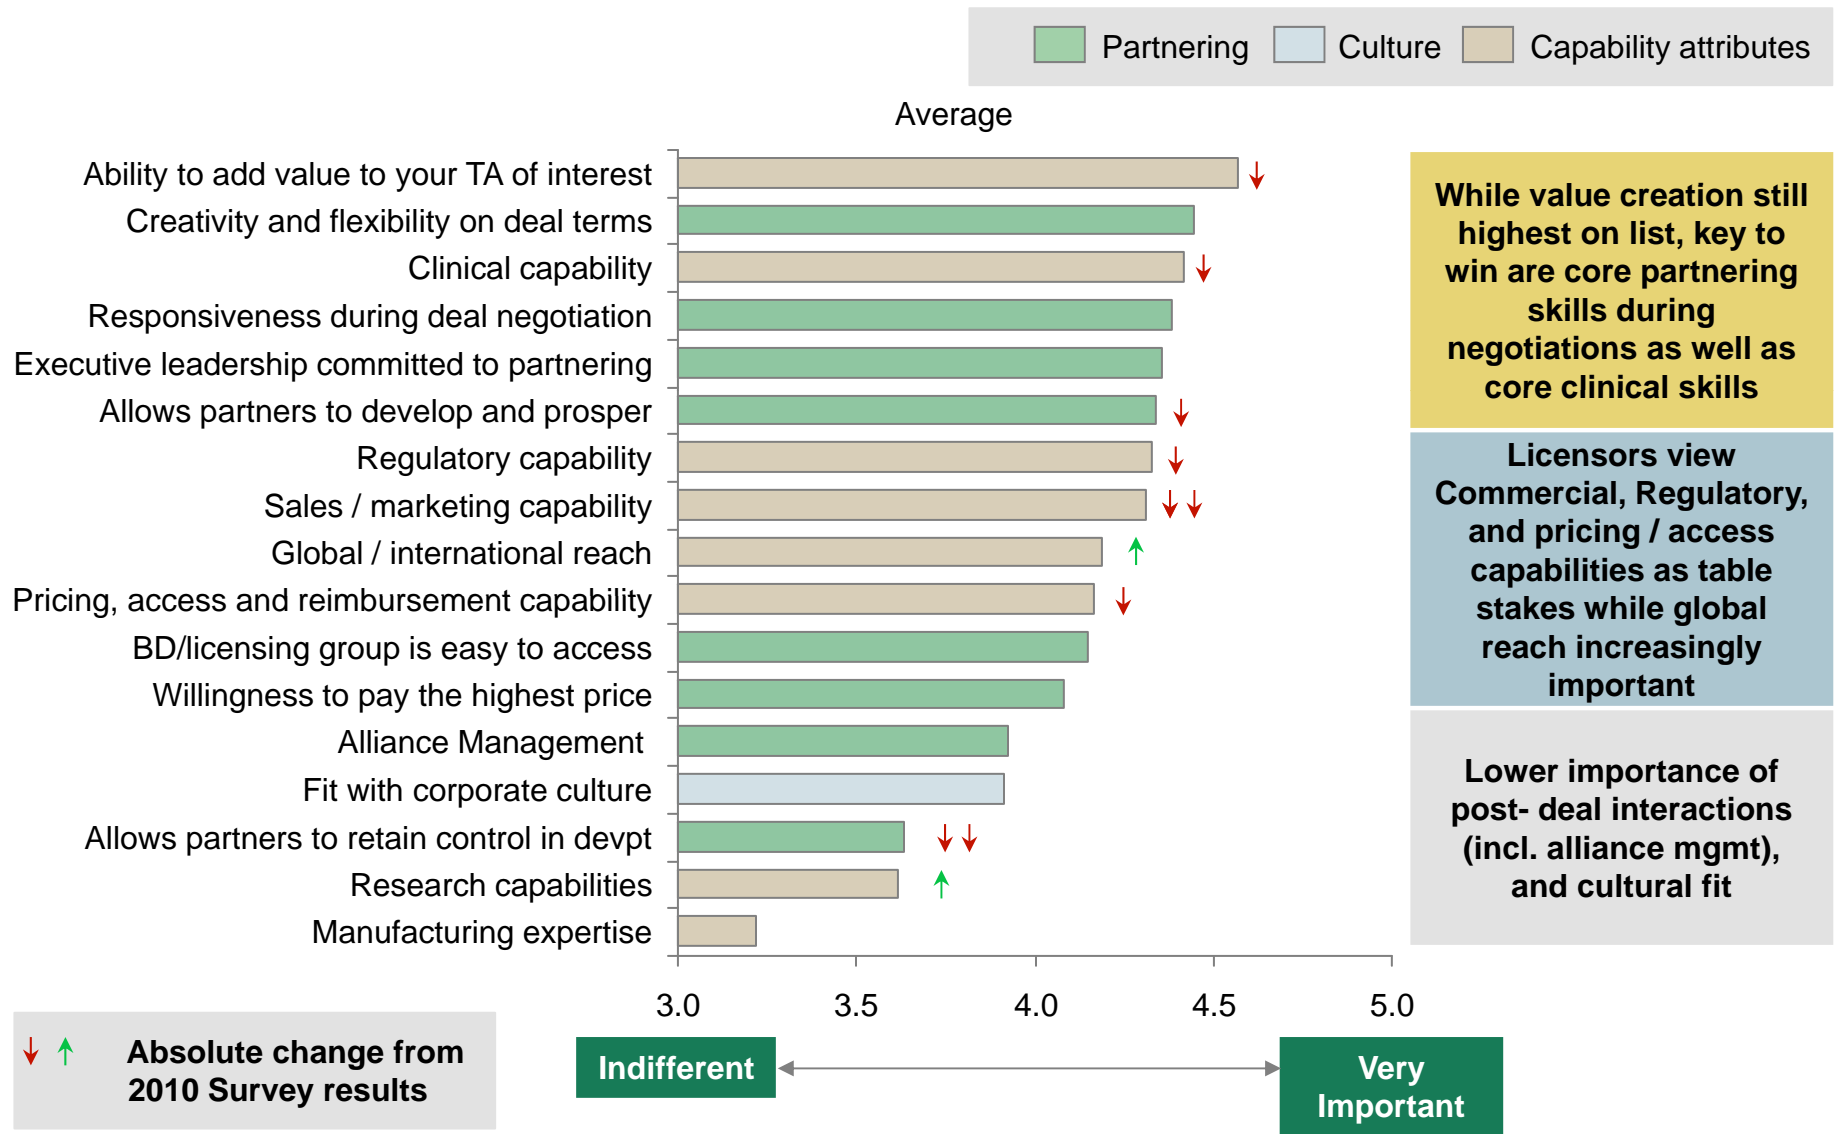 Partnering
Culture
Capability attributes
Average
Ability to add value to your TA of interest
Creativity and flexibility on deal terms
Clinical capability
Responsiveness during deal negotiation
Executive leadership committed to partnering
Allows partners to develop and prosper
Regulatory capability
Sales / marketing capability
Global / international reach
Pricing, access and reimbursement capability
BD/licensing group is easy to access
Willingness to pay the highest price
Alliance Management
Fit with corporate culture
Allows partners to retain control in devpt
Research capabilities
Manufacturing expertise
3.0
3.5
4.0
4.5
5.0
Indifferent
Very
Important
While value creation still
highest on list, key to
win are core partnering
skills during
negotiations as well as
core clinical skills
Licensors view
Commercial, Regulatory,
and pricing / access
capabilities as table
stakes while global
reach increasingly
important
Lower importance of
post- deal interactions
(incl. alliance mgmt),
and cultural fit
Absolute change from
2010 Survey results